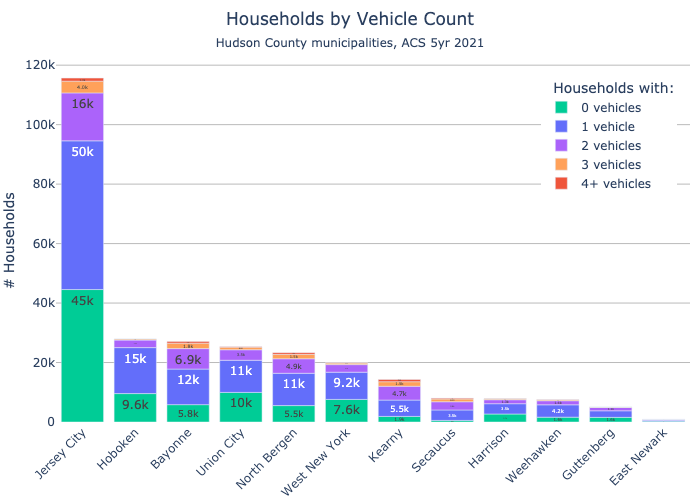 Households by Vehicle Count
Hudson County municipalities, ACS 5yr 2021
# Households
120k
100k
80k
60k
40k
20k
0
Households with:
0 vehicles
1 vehicle
2 vehicles
3 vehicles
4+ vehicles
4.0k
16k
50k
45k
15k
9.6k
1.8k
6.9k
12k
5.8k
11k
10k
4.9k
11k
5.5k
9.2k
7.6k
4.7k
5.5k
4.2k
Jersey City
Hoboken
Bayonne
Union City
North Bergen
West New York
Kearny
Secaucus
Harrison
Weehawken
Guttenberg
East Newark